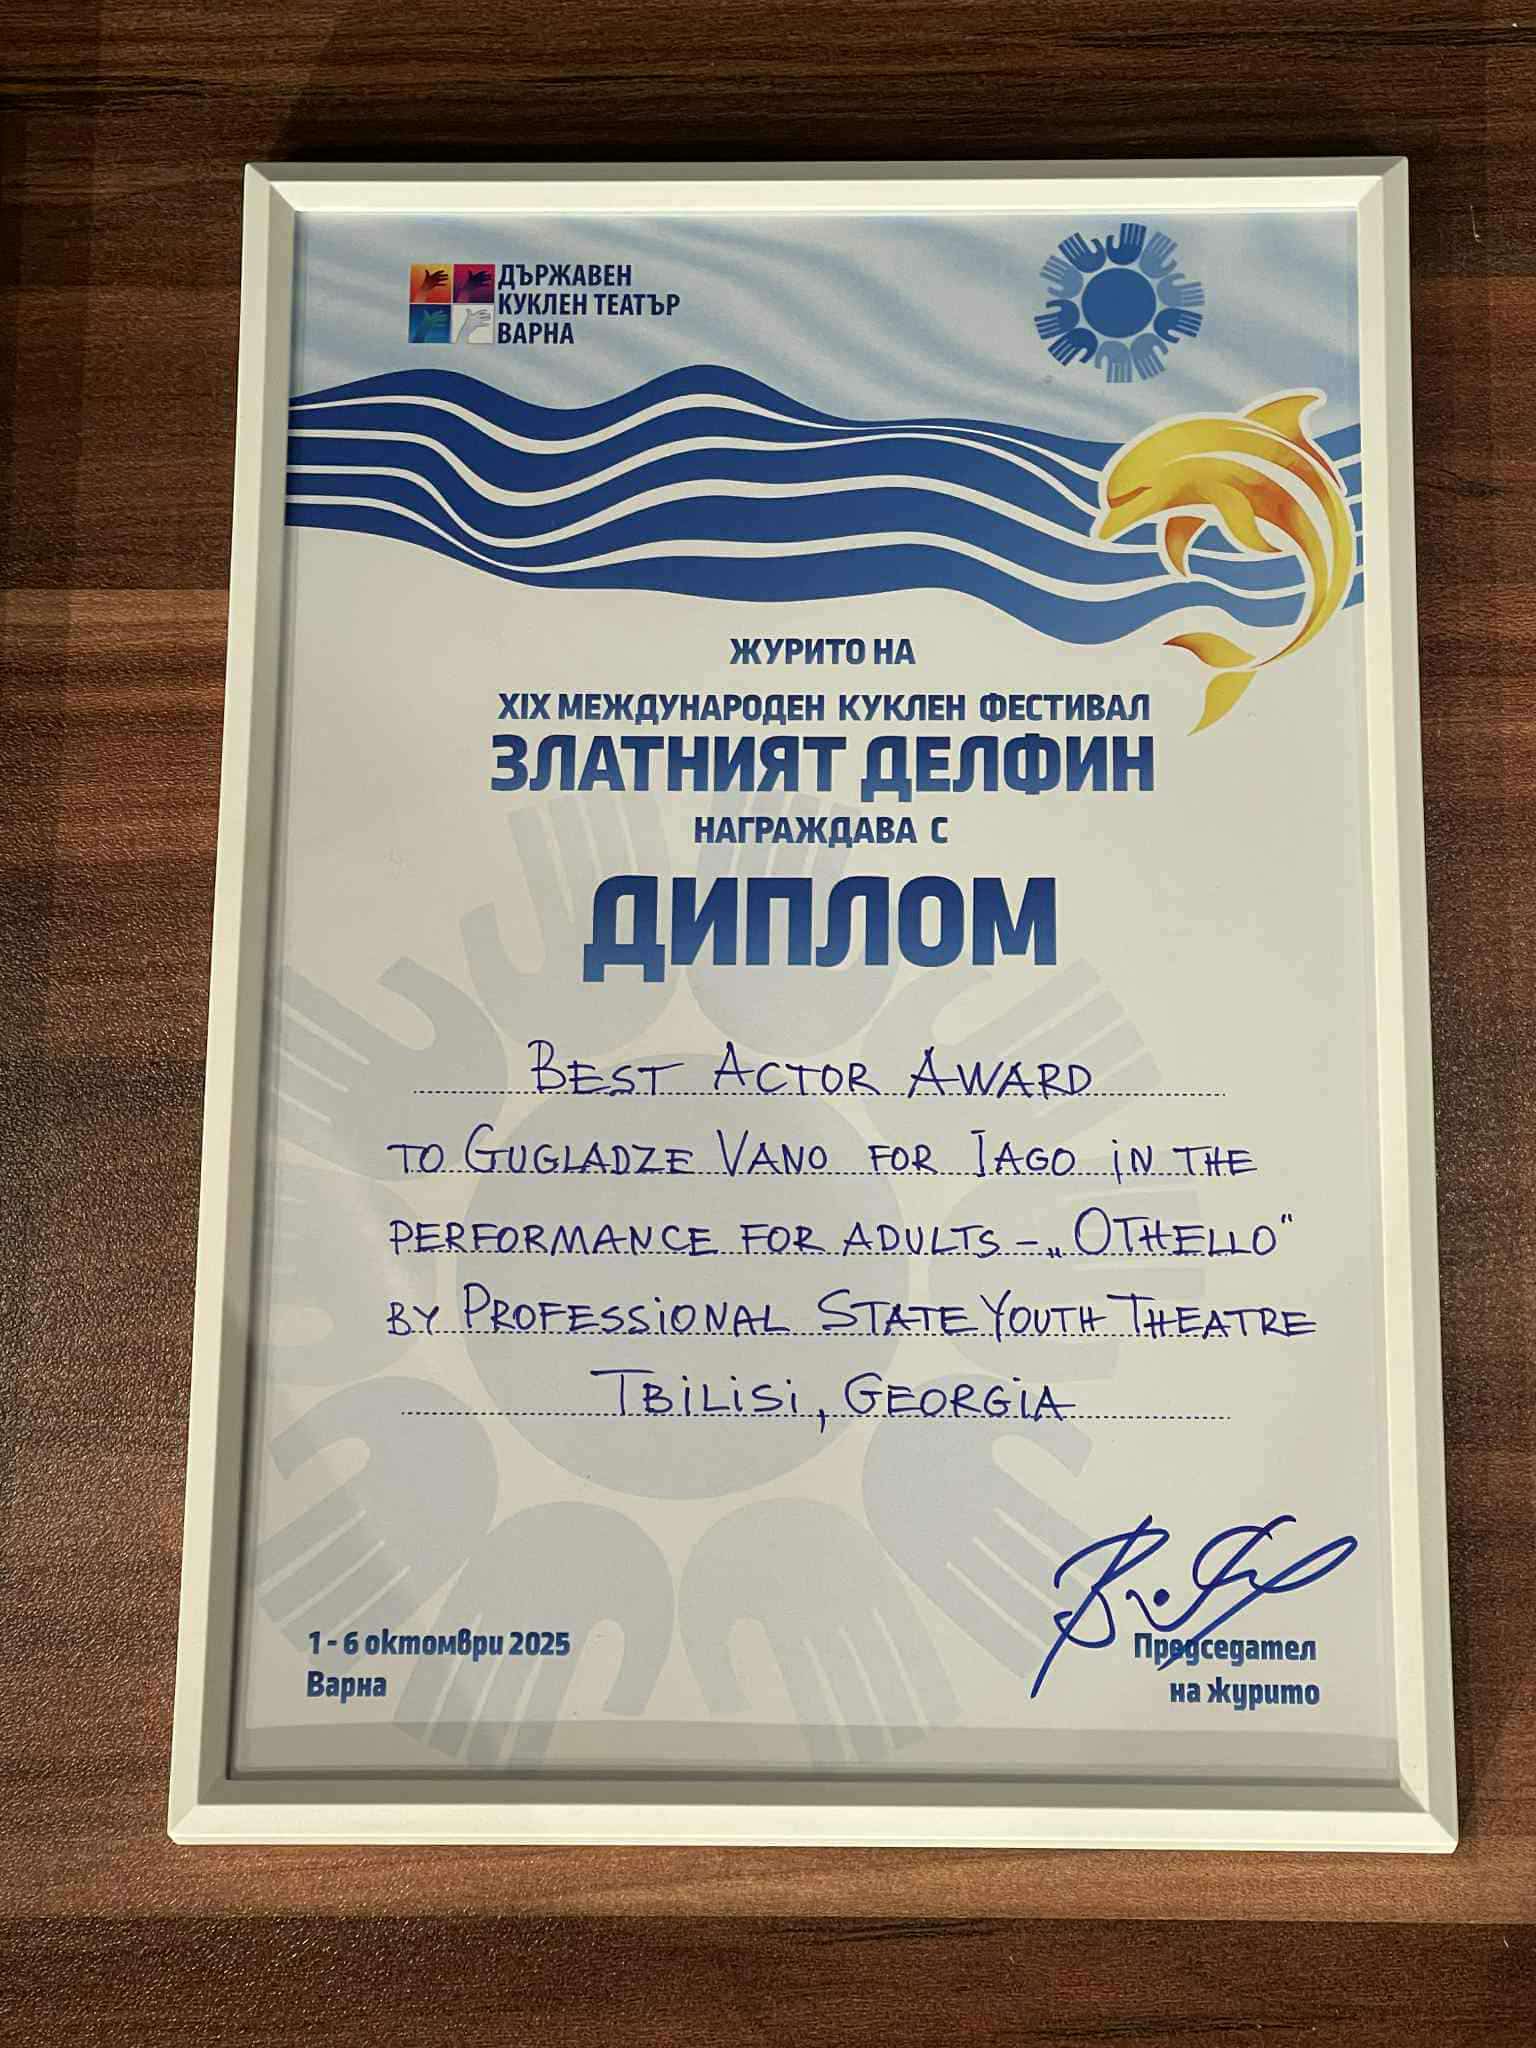 ДЪРЖАВЕН
КУКЛЕН ТЕАТЪР
ВАРНА
ЖУРИТО НА
XIX МЕЖДУНАРОДЕН КУКЛЕН ФЕСТИВАЛ
ЗЛАТНИЯТ ДЕЛФИН
НАГРАЖДАВА С
ДИПЛОМ
BEST ACTOR AWARD
TO GUGLADZE VANO FOR IAGO iN THE
PERFORMANCE FOR ADULTS – „OTHELLO"
BY PROFESSiONAL STATE YOUTH THEATRE
TBiLiSi, GEORGiA
1 - 6 октомври 2025
Варна
Председател
на журито